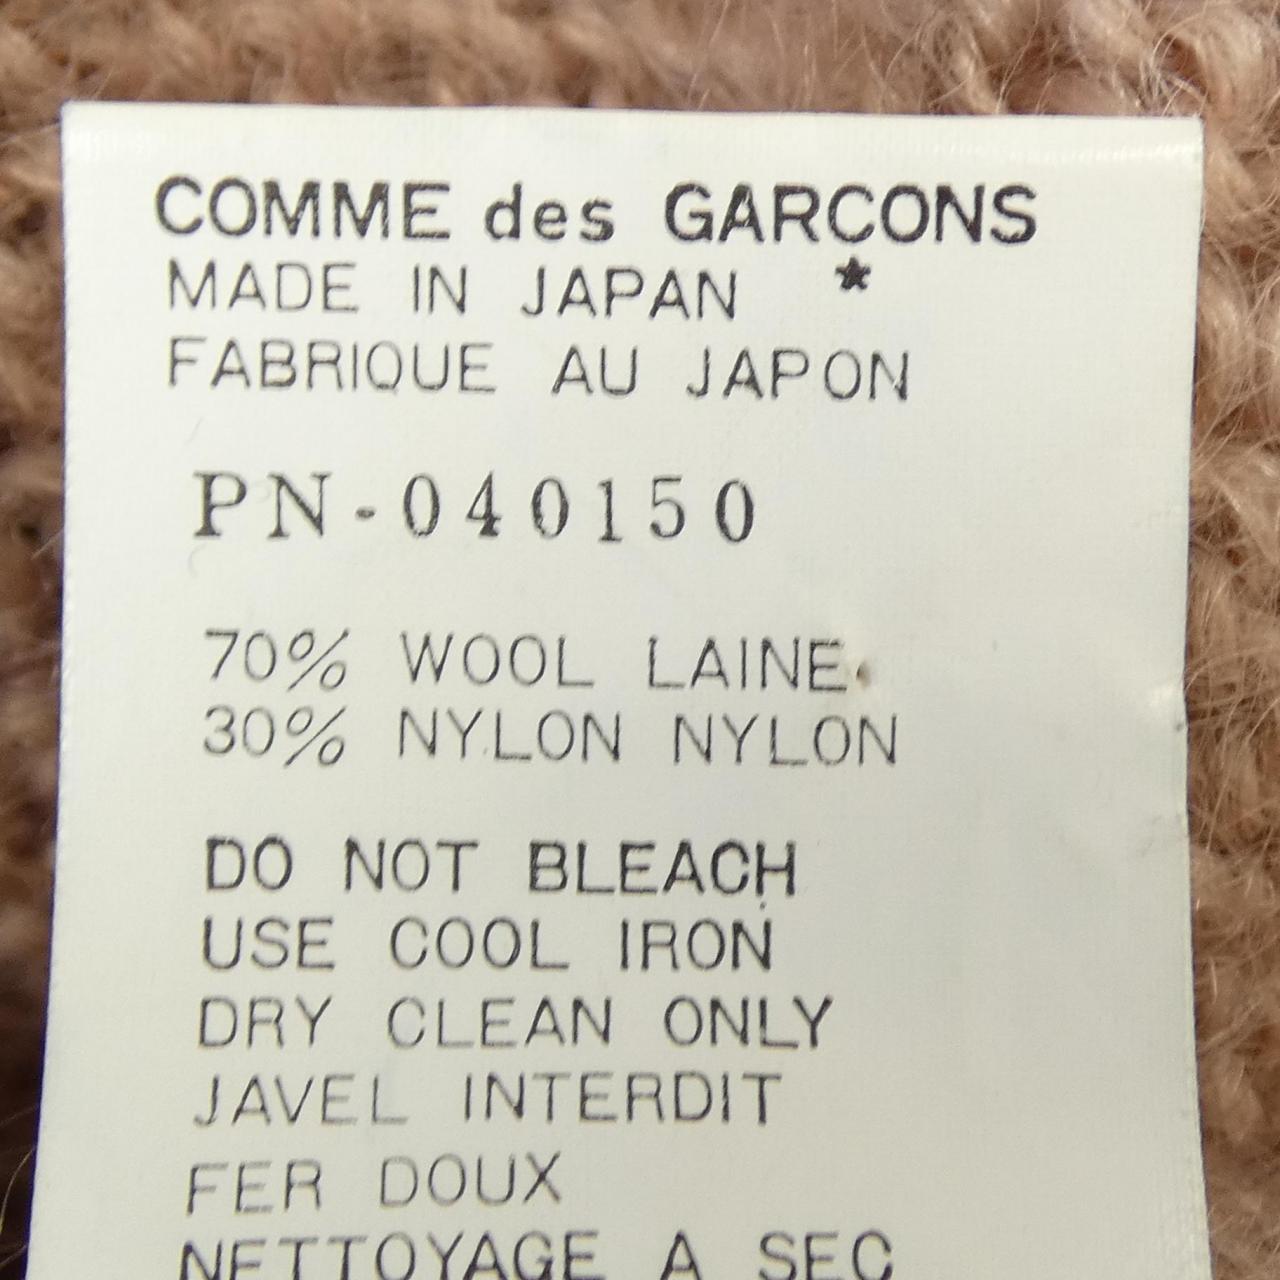 COMME des GARCONS
MADE IN JAPAN ★
FABRIQUE AU JAPON
PN-040150
70% WOOL LAINE
30% NYLON NYLON
DO NOT BLEACH
USE COOL IRON
DRY CLEAN ONLY
JAVEL INTERDIT
FER DOUX
NETTOYAGE A SEC